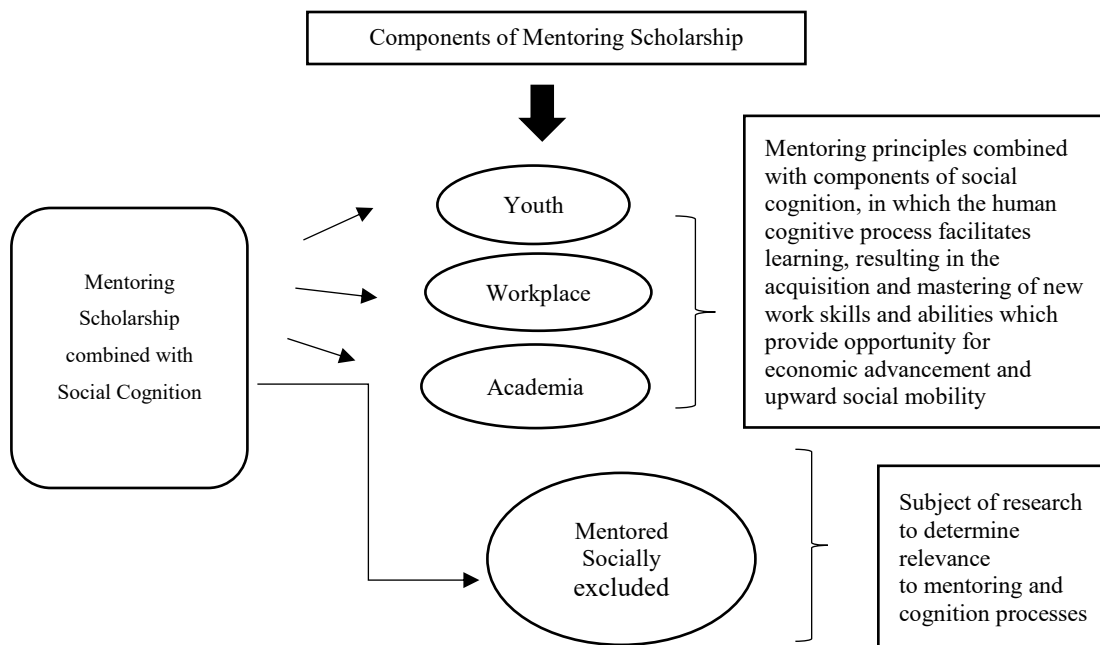 Components of Mentoring Scholarship
Mentoring
Scholarship
combined with
Social Cognition
Youth
Workplace
Academia
Mentored
Socially
excluded
Mentoring principles combined
with components of social
cognition, in which the human
cognitive process facilitates
learning, resulting in the
acquisition and mastering of new
work skills and abilities which
provide opportunity for
economic advancement and
upward social mobility
Subject of research
to determine
relevance
to mentoring and
cognition processes